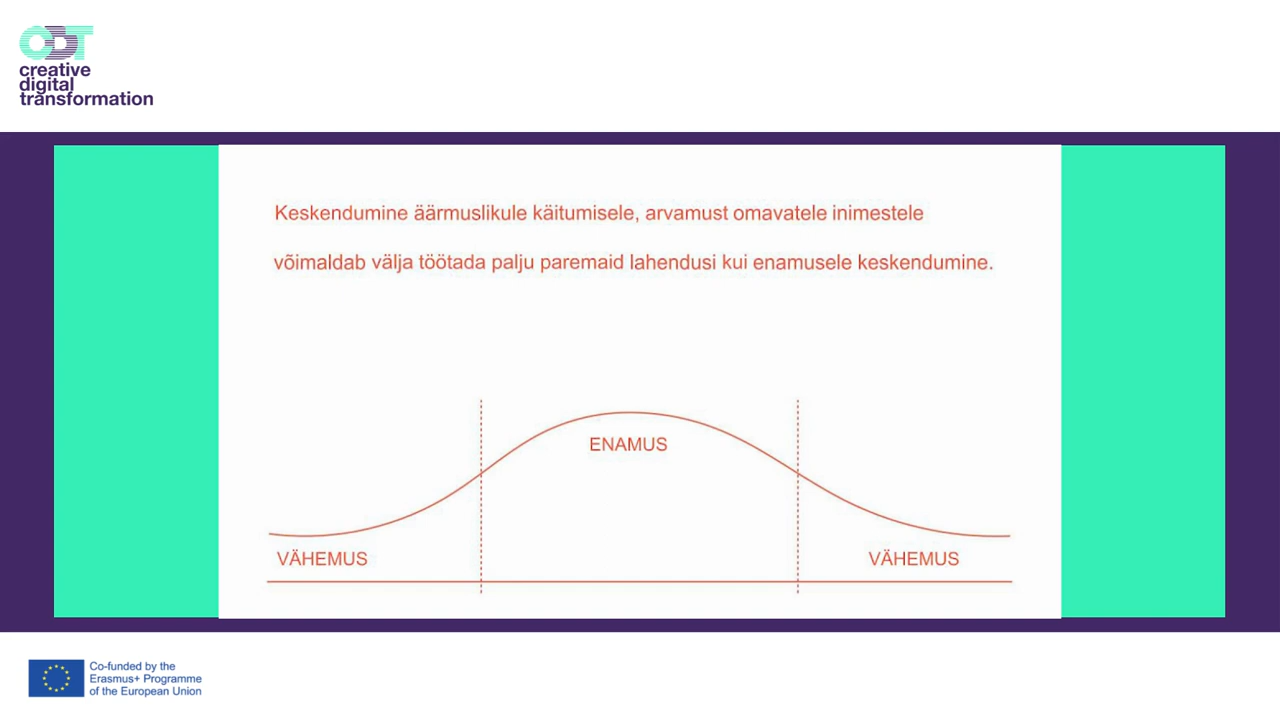 CDT
creative
digital
transformation
Keskendumine äärmuslikule käitumisele, arvamust omavatele inimestele
võimaldab välja töötada palju paremaid lahendusi kui enamusele keskendumine.
ENAMUS
VÄHEMUS
VÄHEMUS
Co-funded by the
Erasmus+ Programme
of the European Union